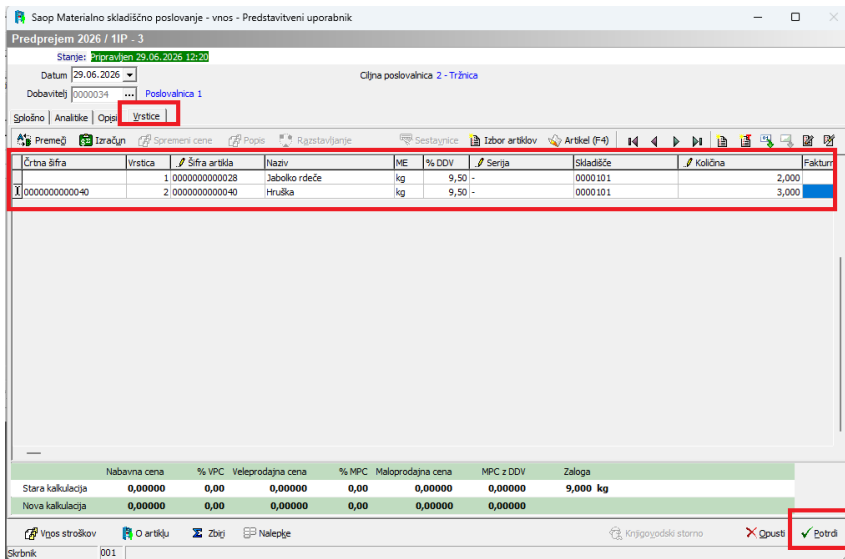 Saop Materialno skladiščno poslovanje - vnos - Predstavitveni uporabnik
Predprejem 2026 / 1IP - 3
Stanje: Pripravljen 29.06.2026 12:20
Datum 29.06.2026 Ciljna poslovalnica 2 - Tržnica
Dobavitelj 0000034 ... Poslovalnica 1
Splošno Analitike Opisi Vrstice
Premeči Izračun Spremeni cene Popis Razstavljanje Sestavnice Izbor artiklov Artikel (F4)
Črtna šifra Vrstica Šifra artikla Naziv ME % DDV Serija Skladišče Količina Fakturn
1 0000000000028 Jabolko rdeče kg 9,50 - 0000101 2,000
0000000000040 2 0000000000040 Hruška kg 9,50 - 0000101 3,000
Nabavna cena % VPC Veleprodajna cena % MPC Maloprodajna cena MPC z DDV Zaloga
Stara kalkulacija 0,00000 0,00 0,00000 0,00 0,00000 0,00000 9,000 kg
Nova kalkulacija 0,00000 0,00 0,00000 0,00 0,00000 0,00000
Vnos stroškov O artiklu Zbirj Nalepke Knjigovodski storno Opusti Potrdi
Skrbnik 001